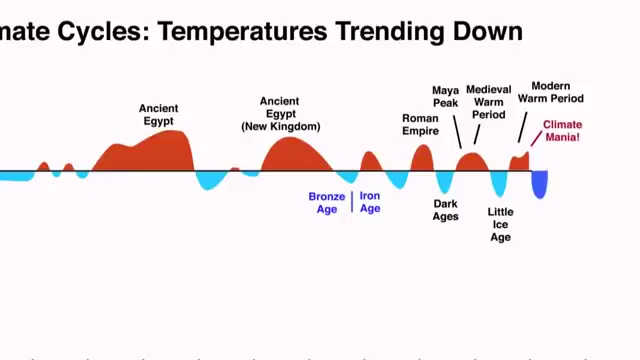 mate Cycles: Temperatures Trending Down
Ancient
Egypt
Ancient
Egypt
(New Kingdom)
Roman
Empire
Maya
Peak
Medieval
Warm
Period
Modern
Warm Period
Climate
Mania!
Bronze
Age
Iron
Age
Dark
Ages
Little
Ice
Age